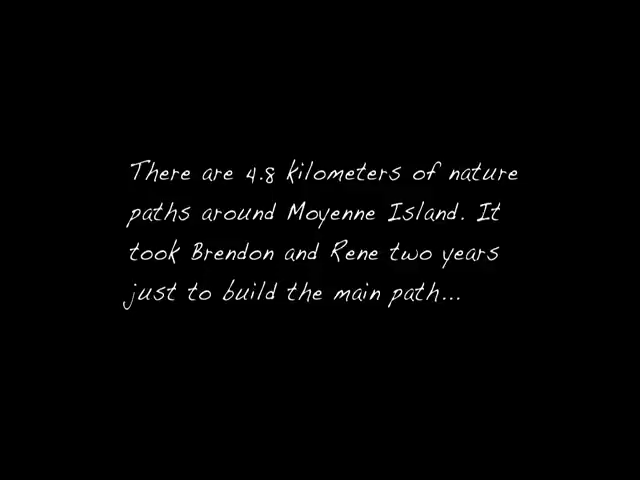 There are 4.8 kilometers of nature
paths around Moyenne Island. It
took Brendon and Rene two years
just to build the main path...